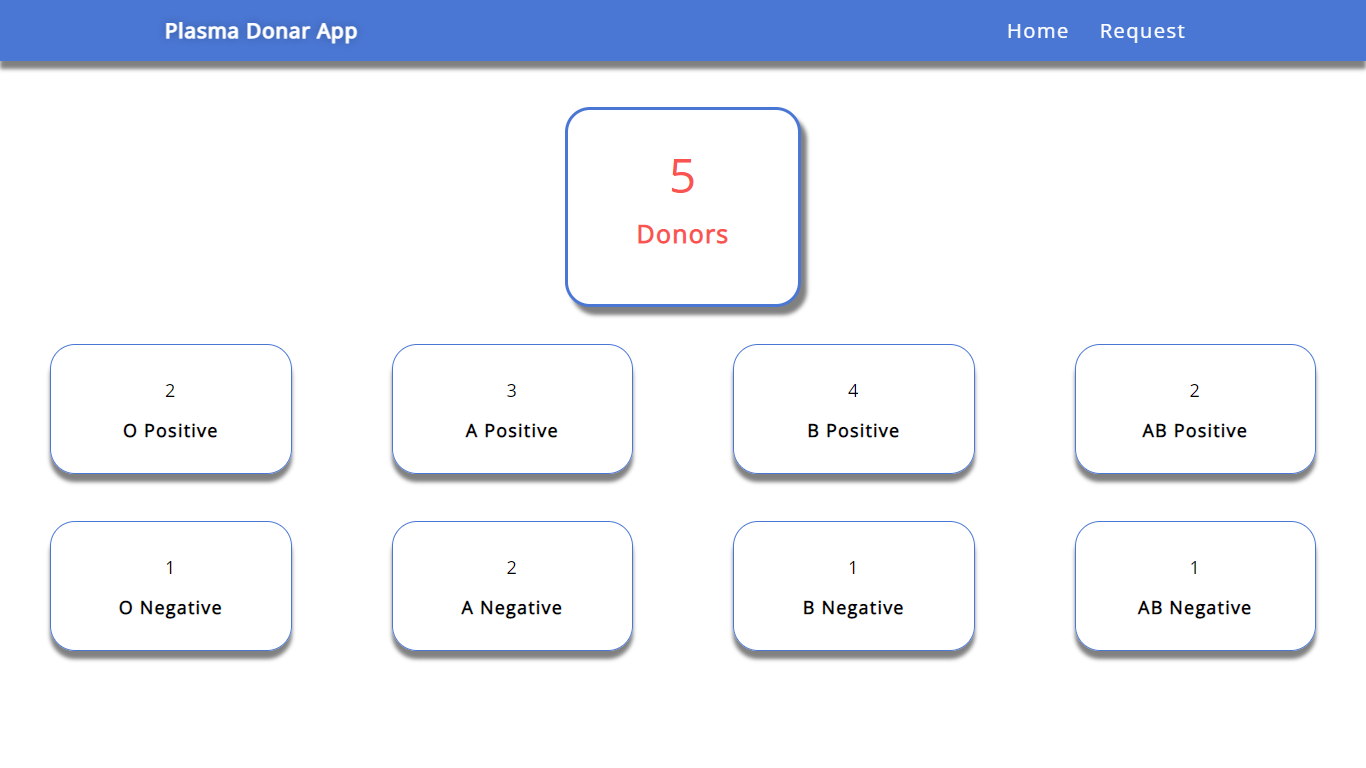 Plasma Donar App
Home Request
5
Donors
2 3 4 2
O Positive A Positive B Positive AB Positive
1 2 1 1
O Negative A Negative B Negative AB Negative